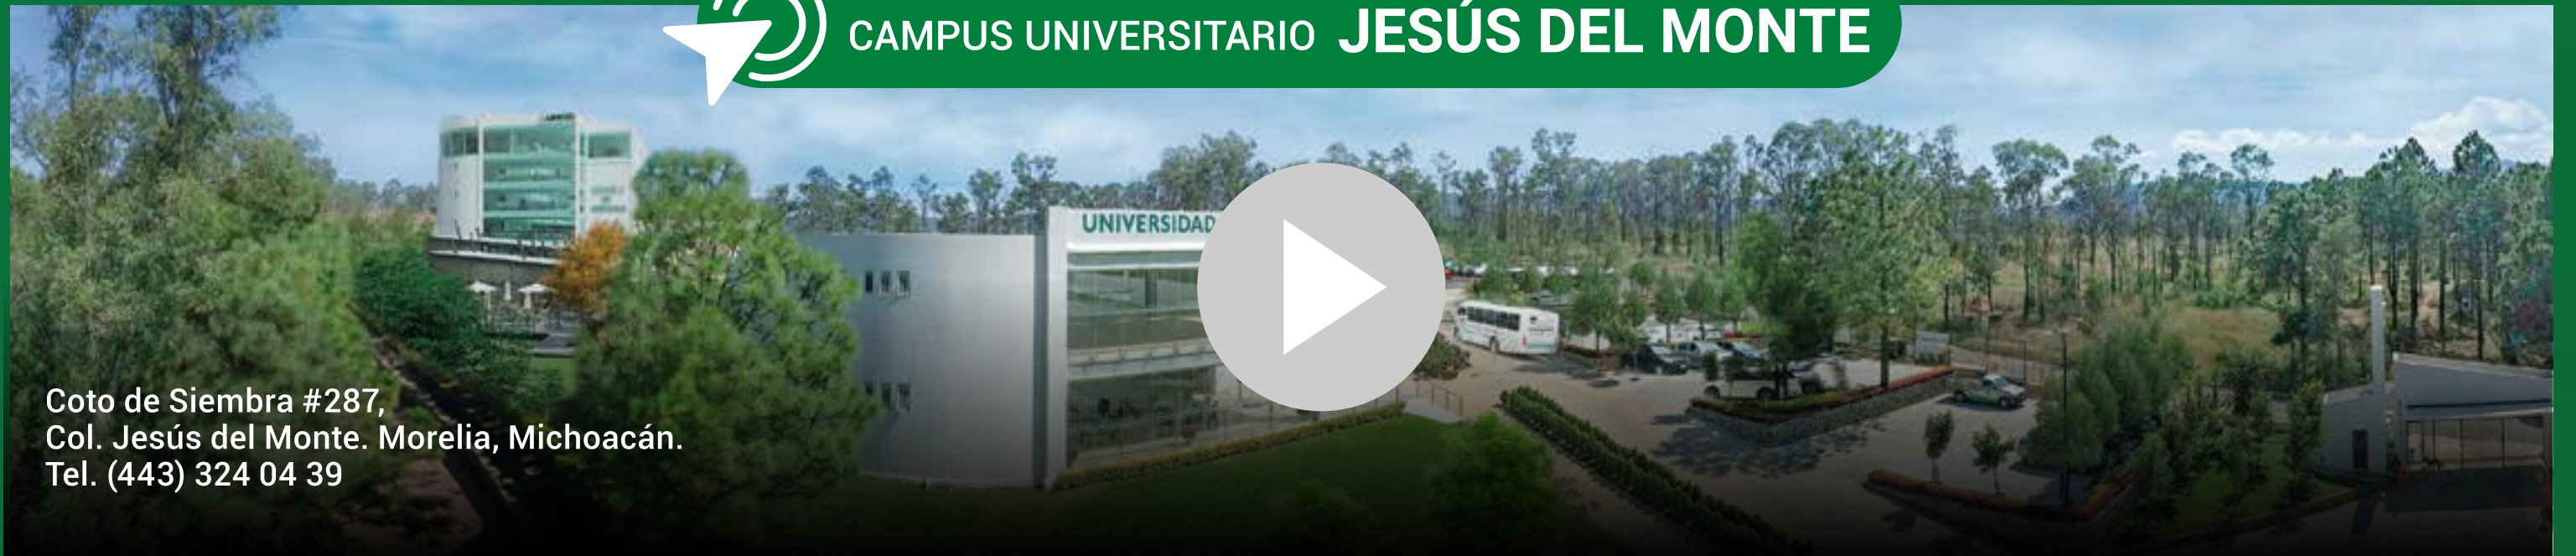 CAMPUS UNIVERSITARIO JESÚS DEL MONTE
UNIVERSIDAD
Coto de Siembra #287,
Col. Jesús del Monte. Morelia, Michoacán.
Tel. (443) 324 04 39